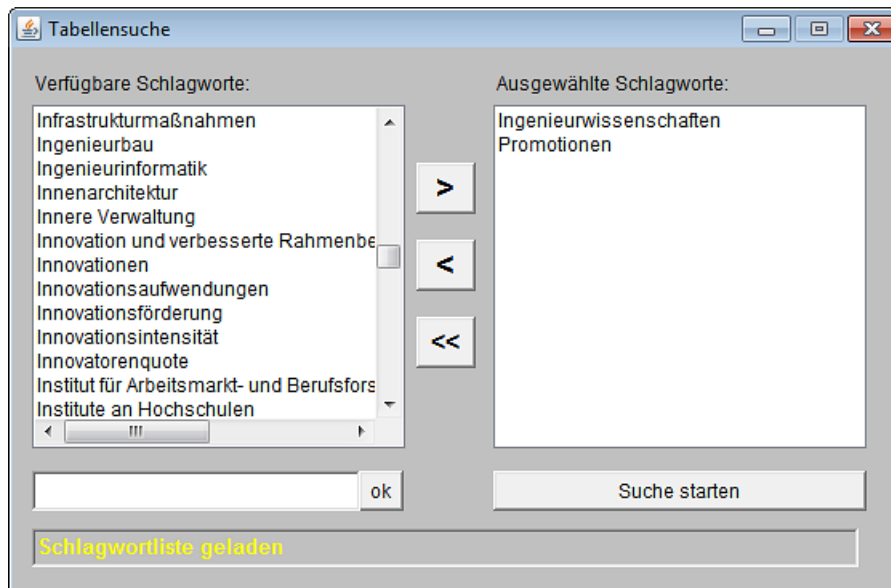 Tabellensuche
Verfügbare Schlagworte:
Infrastrukturmaßnahmen
Ingenieurbau
Ingenieurinformatik
Innenarchitektur
Innere Verwaltung
Innovation und verbesserte Rahmenbe
Innovationen
Innovationsaufwendungen
Innovationsförderung
Innovationsintensität
Innovatorenquote
Institut für Arbeitsmarkt- und Berufsfors
Institute an Hochschulen
>
<
<<
Ausgewählte Schlagworte:
Ingenieurwissenschaften
Promotionen
ok
Suche starten
Schlagwortliste geladen